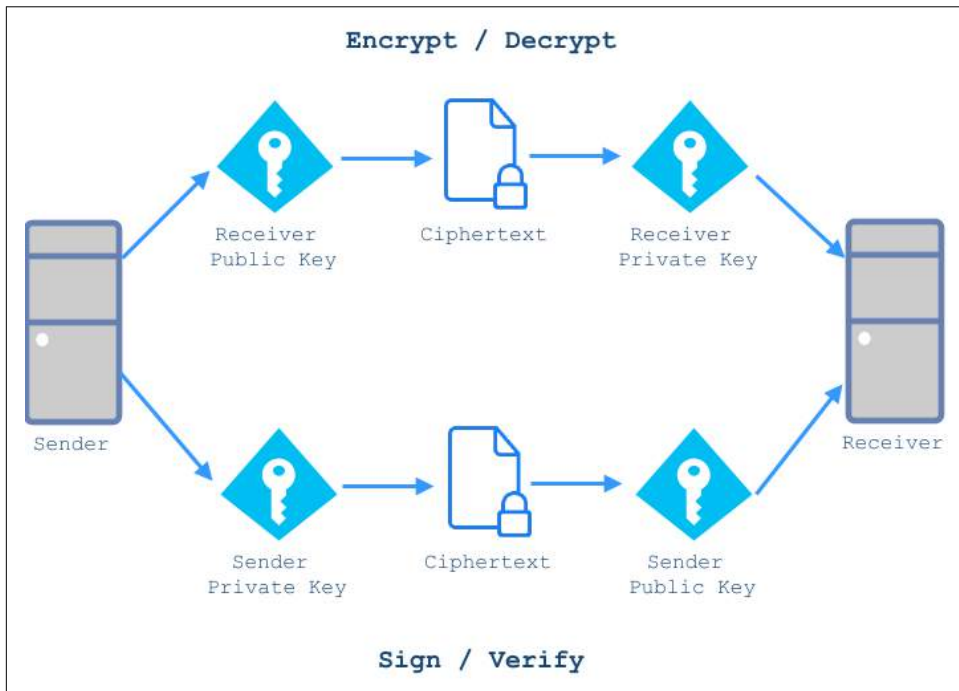 Encrypt / Decrypt
Receiver
Public Key
Ciphertext
Receiver
Private Key
Sender
Receiver
Sender
Private Key
Ciphertext
Sender
Public Key
Sign / Verify